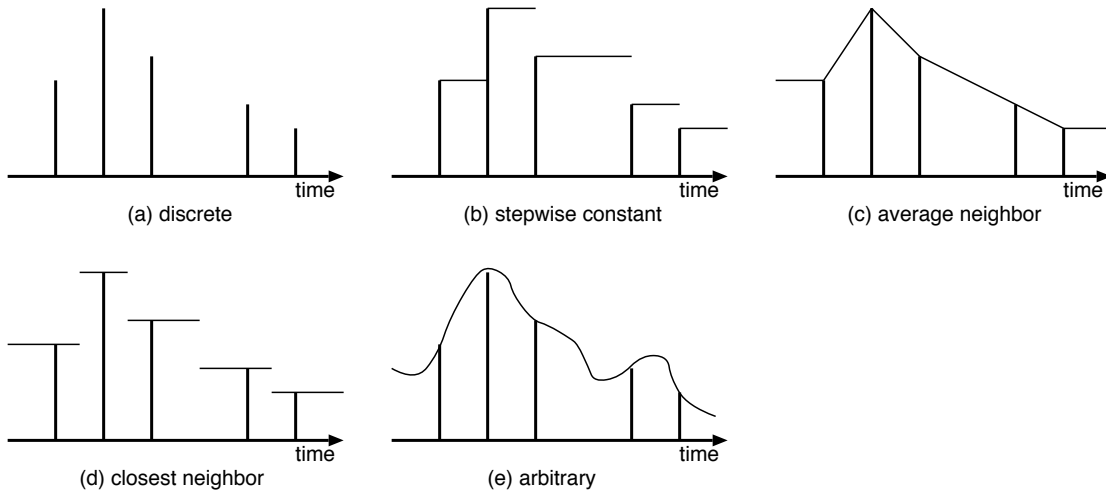 time
time
time
(a) discrete
(b) stepwise constant
(c) average neighbor
time
time
(d) closest neighbor
(e) arbitrary